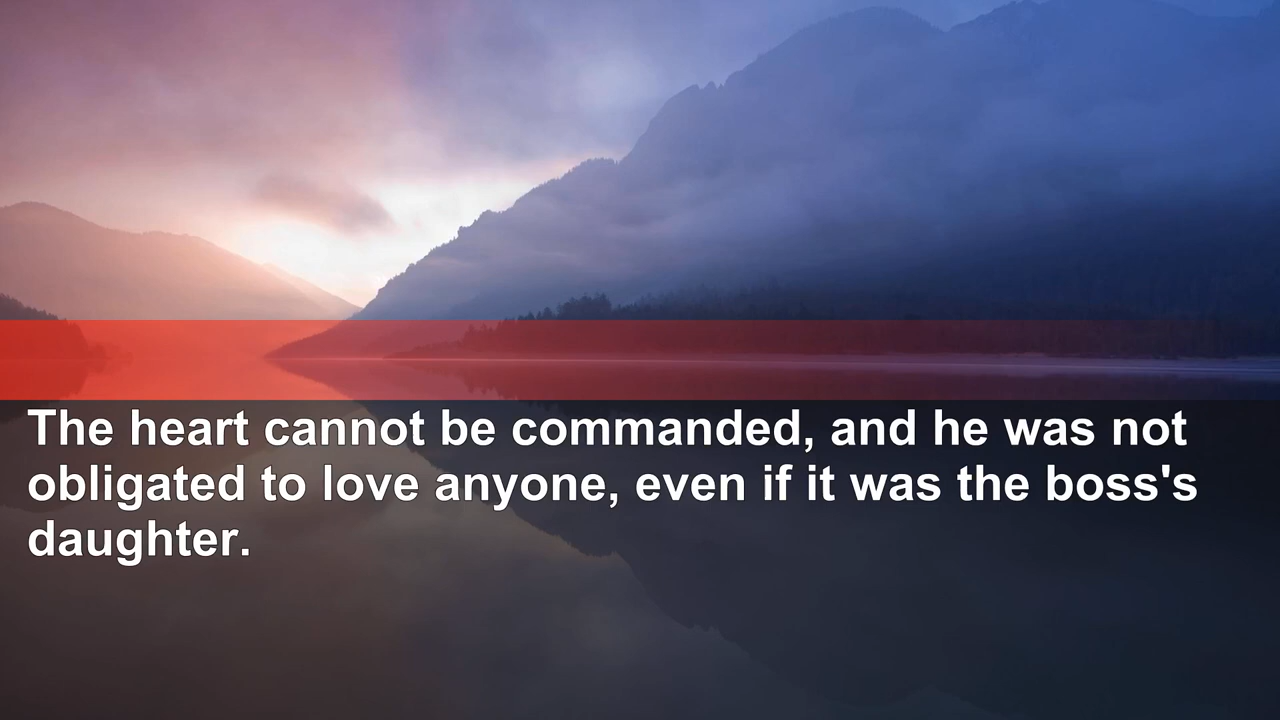 The heart cannot be commanded, and he was not
obligated to love anyone, even if it was the boss's
daughter.